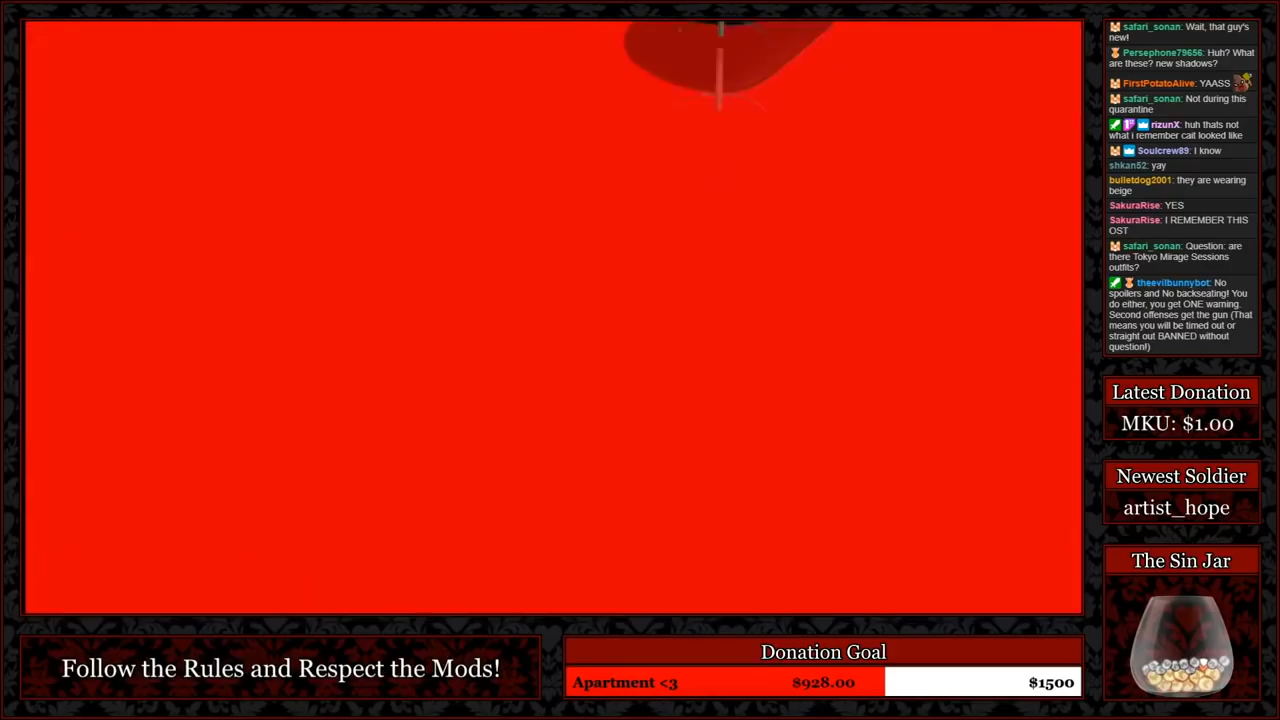 safari_sonan: Wait, that guy's
new!
Persephone79656: Huh? What
are these? new shadows?
FirstPotatoAlive: YAASS
safari_sonan: Not during this
quarantine
rizunX: huh thats not
what i remember cait looked like
Soulcrew89: I know
shkan52: yay
bulletdog2001: they are wearing
beige
SakuraRise: YES
SakuraRise: I REMEMBER THIS
OST
safari_sonan: Question: are
there Tokyo Mirage Sessions
outfits?
theevilbunnybot: No
spoilers and No backseating! You
do either, you get ONE warning.
Second offenses get the gun (That
means you will be timed out or
straight out BANNED without
question!)
Latest Donation
MKU: $1.00
Newest Soldier
artist_hope
The Sin Jar
Follow the Rules and Respect the Mods!
Donation Goal
Apartment <3 $928.00 $1500